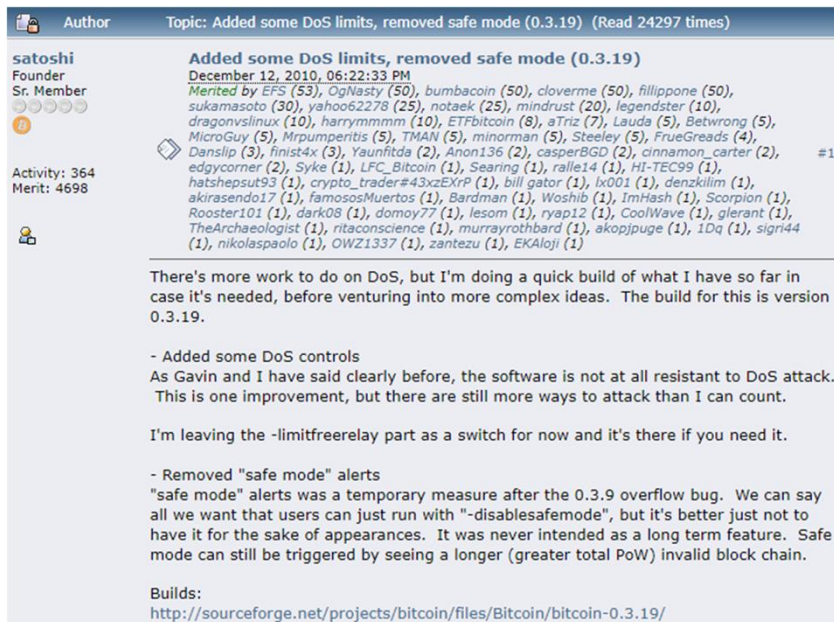 Author Topic: Added some DoS limits, removed safe mode (0.3.19) (Read 24297 times)
satoshi
Founder
Sr. Member
Activity: 364
Merit: 4698
Added some DoS limits, removed safe mode (0.3.19)
December 12, 2010, 06:22:33 PM
Merited by EFS (53), OgNasty (50), bumbacoin (50), cloverme (50), fillippone (50),
sukamasoto (30), yahoo62278 (25), notaek (25), mindrust (20), legendster (10),
dragonvslinux (10), harrymmmm (10), ETFbitcoin (8), aTriz (7), Lauda (5), Betwrong (5),
MicroGuy (5), Mrpumperitis (5), TMAN (5), minorman (5), Steeley (5), FrueGreads (4),
Danslip (3), finist4x (3), Yaunfitda (2), Anon136 (2), casperBGD (2), cinnamon_carter (2),
edgycorner (2), Syke (1), LFC_Bitcoin (1), Searing (1), ralle14 (1), HI-TEC99 (1),
hatshepsut93 (1), crypto_trader#43xzEXrP (1), bill gator (1), lx001 (1), denzkilim (1),
akirasendo17 (1), famososMuertos (1), Bardman (1), Woshib (1), ImHash (1), Scorpion (1),
Rooster101 (1), dark08 (1), domoy77 (1), lesom (1), ryap12 (1), CoolWave (1), glerant (1),
TheArchaeologist (1), ritaconscience (1), murrayrothbard (1), akopjpuge (1), 1Dq (1), sigri44
(1), nikolaspaolo (1), OWZ1337 (1), zantezu (1), EKAloji (1)
#1
There's more work to do on DoS, but I'm doing a quick build of what I have so far in
case it's needed, before venturing into more complex ideas. The build for this is version
0.3.19.
- Added some DoS controls
As Gavin and I have said clearly before, the software is not at all resistant to DoS attack.
This is one improvement, but there are still more ways to attack than I can count.
I'm leaving the -limitfreerelay part as a switch for now and it's there if you need it.
- Removed "safe mode" alerts
"safe mode" alerts was a temporary measure after the 0.3.9 overflow bug. We can say
all we want that users can just run with "-disablesafemode", but it's better just not to
have it for the sake of appearances. It was never intended as a long term feature. Safe
mode can still be triggered by seeing a longer (greater total PoW) invalid block chain.
Builds:
http://sourceforge.net/projects/bitcoin/files/Bitcoin/bitcoin-0.3.19/